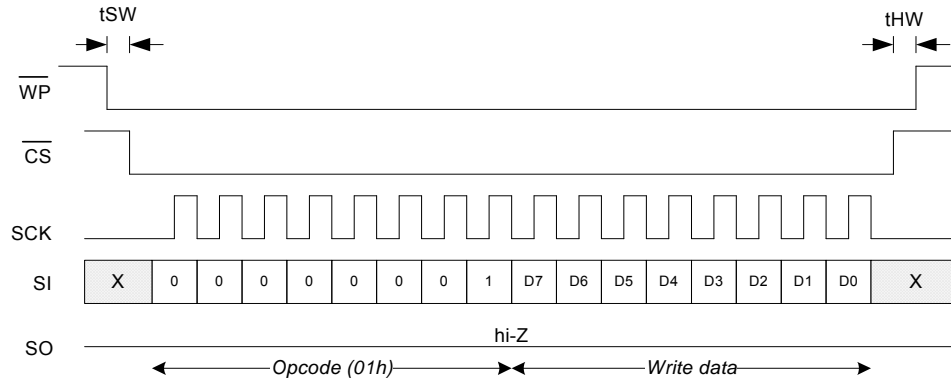 tSW tHW
WP
CS
SCK
SI X 0 0 0 0 0 0 0 1 D7 D6 D5 D4 D3 D2 D1 D0 X
hi-Z
SO
Opcode (01h) Write data